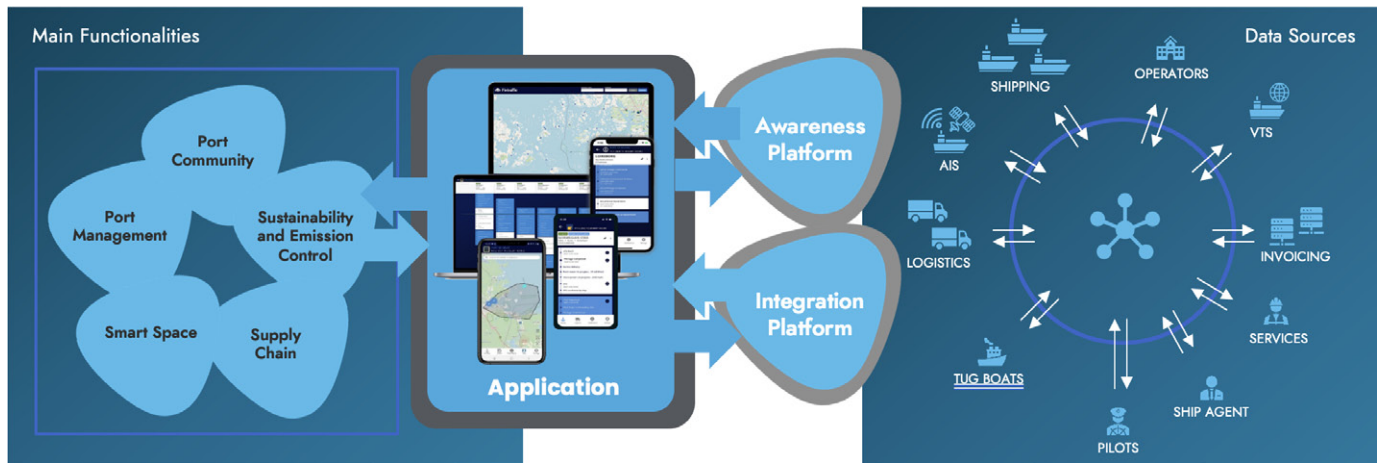 Main Functionalities
Port
Community
Port
Management
Sustainability
and Emission
Control
Smart Space
Supply
Chain
Application
Awareness
Platform
Integration
Platform
Data Sources
SHIPPING
OPERATORS
VTS
AIS
LOGISTICS
INVOICING
SERVICES
TUG BOATS
SHIP AGENT
PILOTS